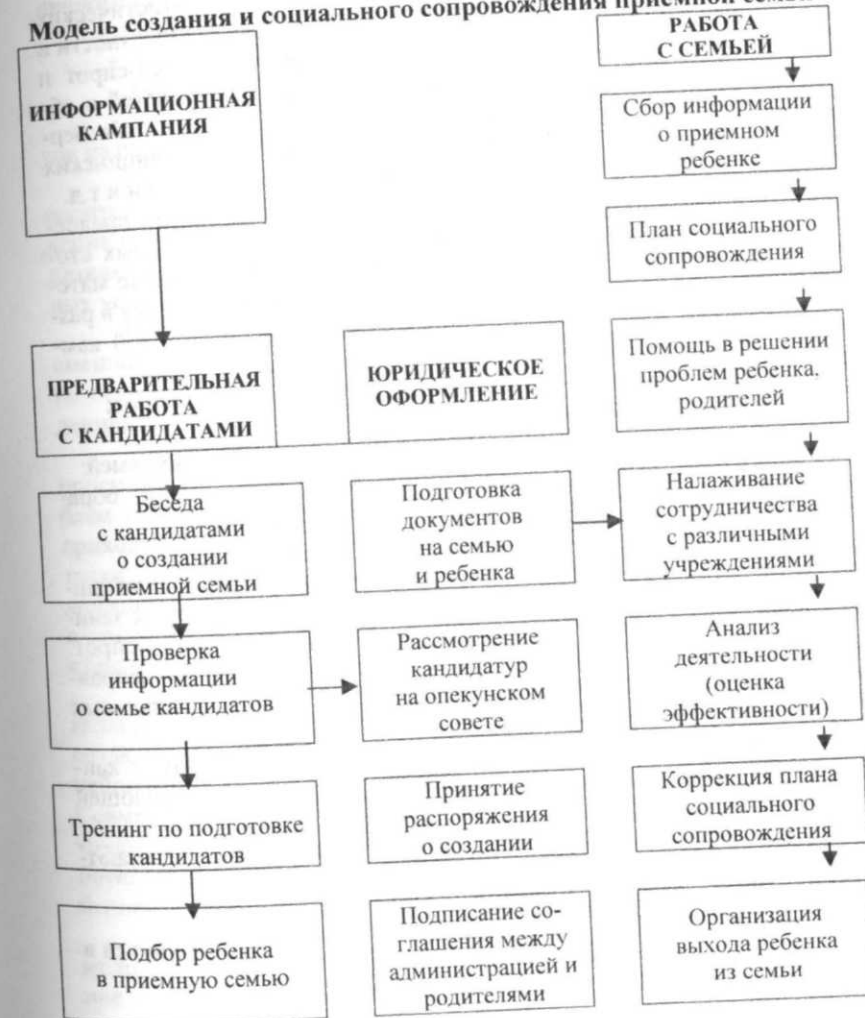 Модель создания и социального сопровождения приемной семьи
ИНФОРМАЦИОННАЯ
КАМПАНИЯ
ПРЕДВАРИТЕЛЬНАЯ
РАБОТА
С КАНДИДАТАМИ
Беседа
с кандидатами
о создании
приемной семьи
Проверка
информации
о семье кандидатов
Тренинг по подготовке
кандидатов
Подбор ребенка
в приемную семью
ЮРИДИЧЕСКОЕ
ОФОРМЛЕНИЕ
Подготовка
документов
на семью
и ребенка
Рассмотрение
кандидатур
на опекунском
совете
Принятие
распоряжения
о создании
Подписание со-
глашения между
администрацией и
родителями
РАБОТА
С СЕМЬЕЙ
Сбор информации
о приемном
ребенке
План социального
сопровождения
Помощь в решении
проблем ребенка,
родителей
Налаживание
сотрудничества
с различными
учреждениями
Анализ
деятельности
(оценка
эффективности)
Коррекция плана
социального
сопровождения
Организация
выхода ребенка
из семьи